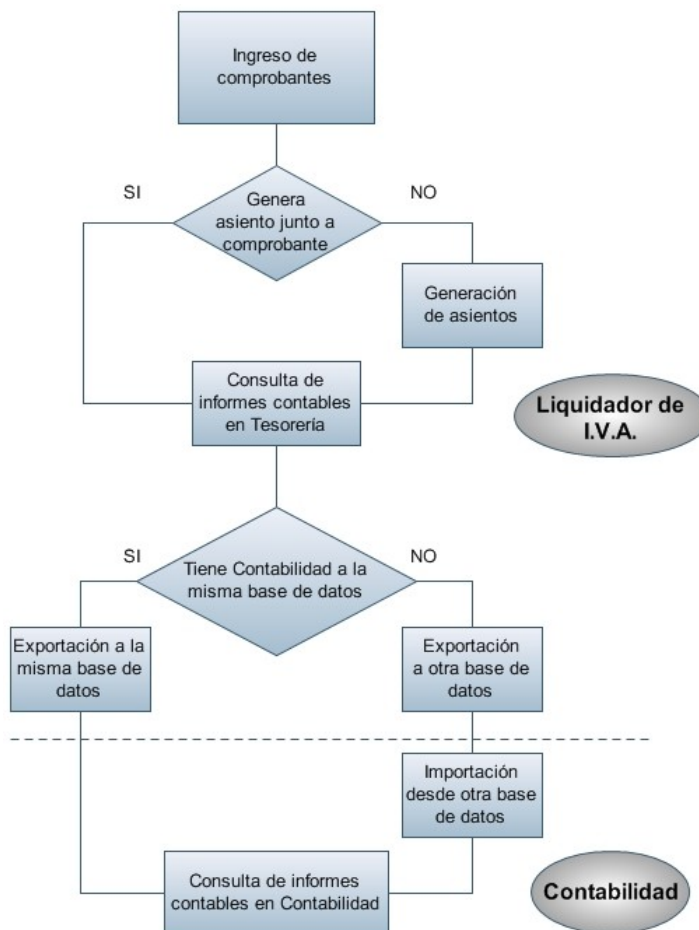 Ingreso de
comprobantes
SI
NO
Genera
asiento junto a
comprobante
Generación
de asientos
Consulta de
informes contables
en Tesorería
Liquidador de
I.V.A.
SI
NO
Tiene Contabilidad a la
misma base de datos
Exportación a la
misma base de
datos
Exportación
a otra base de
datos
Importación
desde otra base
de datos
Consulta de informes
contables en Contabilidad
Contabilidad